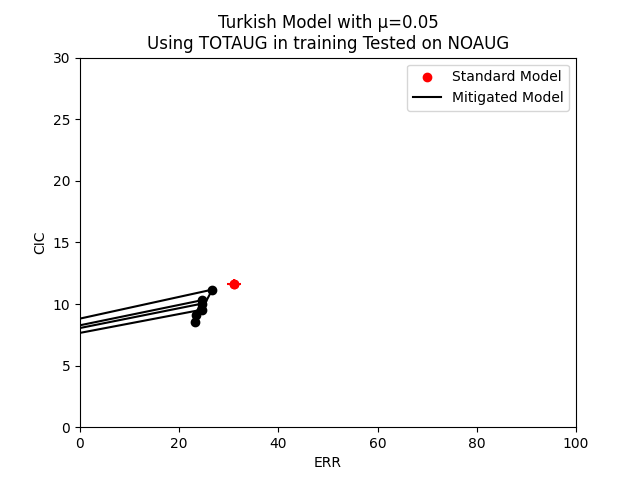 Turkish Model with μ=0.05
Using TOTAUG in training Tested on NOAUG
Standard Model
Mitigated Model
30
25
20
15
10
5
0
CIC
0 20 40 60 80 100
ERR